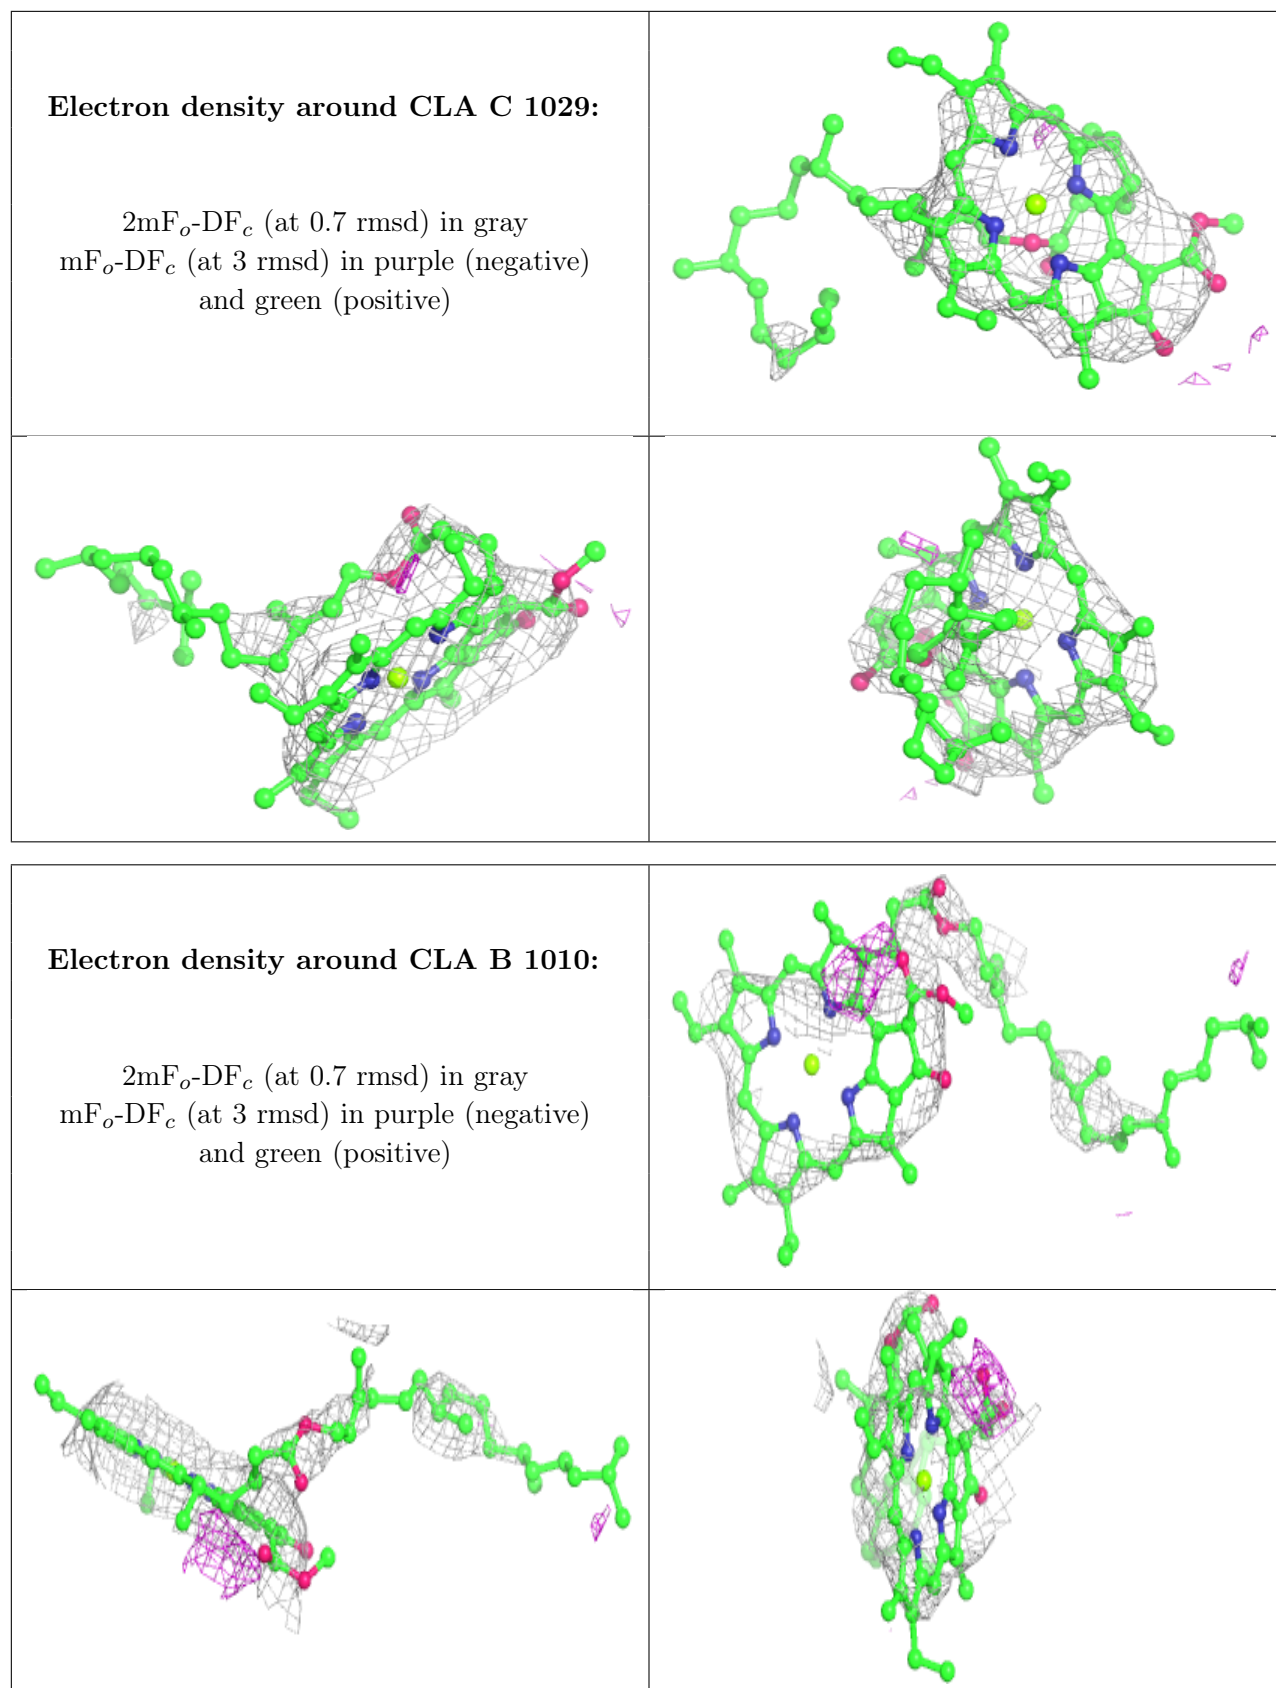 Electron density around CLA C 1029:
2mFo-DFc (at 0.7 rmsd) in gray
mFo-DFc (at 3 rmsd) in purple (negative)
and green (positive)
Electron density around CLA B 1010:
2mFo-DFc (at 0.7 rmsd) in gray
mFo-DFc (at 3 rmsd) in purple (negative)
and green (positive)